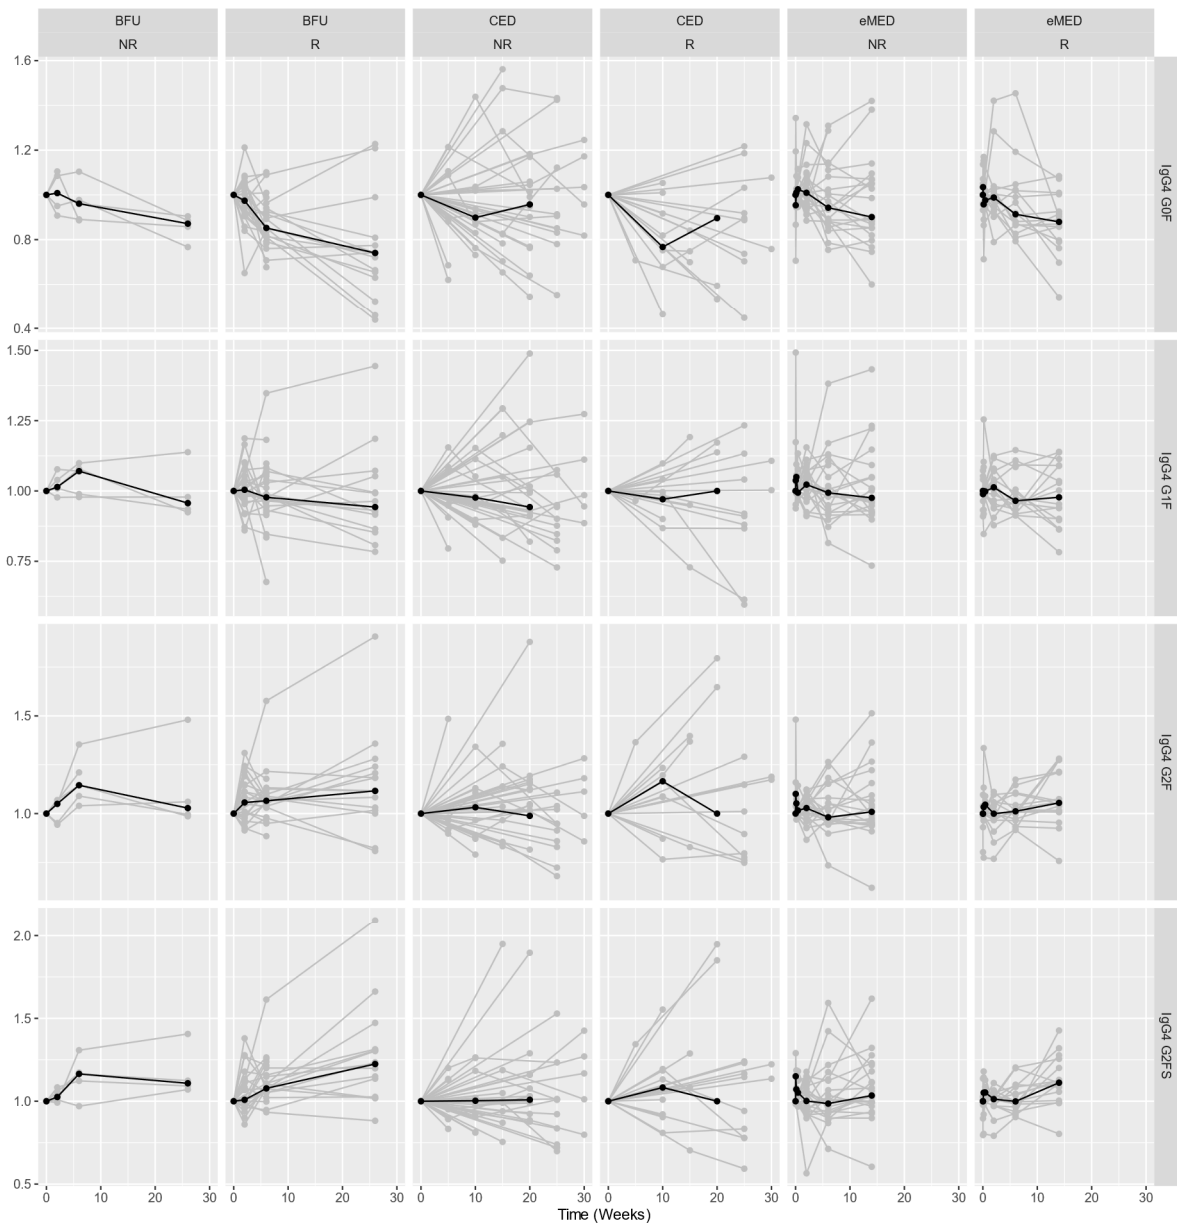 BFU BFU CED CED eMED eMED
NR R NR R NR R
1.6
1.2
0.8
0.4
IgG4 G0F
1.50
1.25
1.00
0.75
IgG4 G1F
1.5
1.0
IgG4 G2F
2.0
1.5
1.0
0.5
IgG4 G2FS
0 10 20 30 0 10 20 30 0 10 20 30 0 10 20 30 0 10 20 30 0 10 20 30
Time (Weeks)